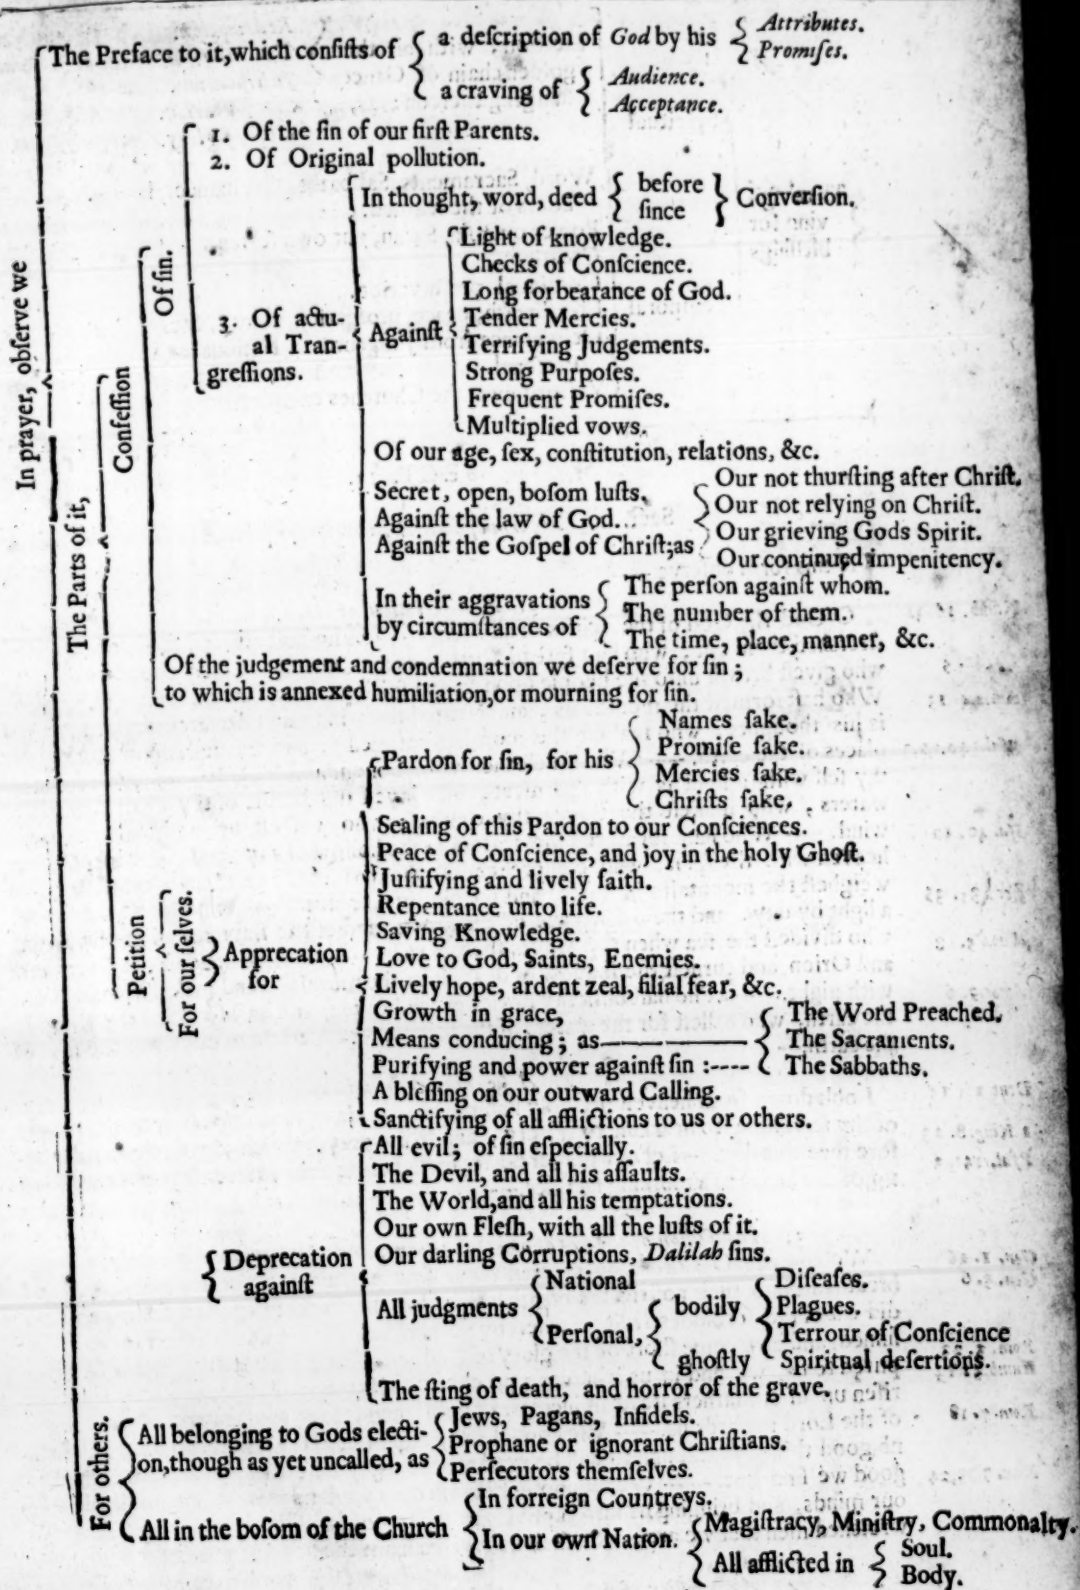 In prayer, obſerve we
The Preface to it,which conſiſts of
a deſcription of God by his
Attributes.
Promiſes.
a craving of
Audience.
Acceptance.
The Parts of it,
Confeſſion
Of ſin.
1. Of the ſin of our firſt Parents.
2. Of Original pollution.
3. Of actu-
al Tran-
greſſions.
In thought, word, deed
before
ſince
Converſion.
Againſt
Light of knowledge.
Checks of Conſcience.
Long forbearance of God.
Tender Mercies.
Terrifying Judgements.
Strong Purpoſes.
Frequent Promiſes.
Multiplied vows.
Of our age, ſex, conſtitution, relations, &c.
Secret, open, boſom luſts.
Againſt the law of God.
Againſt the Goſpel of Chriſt;as
Our not thurſting after Chriſt.
Our not relying on Chriſt.
Our grieving Gods Spirit.
Our continued impenitency.
In their aggravations
by circumſtances of
The perſon againſt whom.
The number of them.
The time, place, manner, &c.
Of the judgement and condemnation we deſerve for ſin ;
to which is annexed humiliation,or mourning for ſin.
Petition
For our ſelves.
Apprecation
for
Pardon for ſin, for his
Names ſake.
Promiſe ſake.
Mercies ſake.
Chriſts ſake.
Sealing of this Pardon to our Conſciences.
Peace of Conſcience, and joy in the holy Ghoſt.
Juſtifying and lively faith.
Repentance unto life.
Saving Knowledge.
Love to God, Saints, Enemies.
Lively hope, ardent zeal, filial fear, &c.
Growth in grace,
Means conducing ; as
Purifying and power againſt ſin :----
The Word Preached.
The Sacraments.
The Sabbaths.
A bleſſing on our outward Calling.
Sanctifying of all afflictions to us or others.
Deprecation
againſt
All evil; of ſin eſpecially.
The Devil, and all his aſſaults.
The World,and all his temptations.
Our own Fleſh, with all the luſts of it.
Our darling Corruptions, Dalilah ſins.
All judgments
National
Perſonal,
bodily
ghoſtly
Diſeaſes.
Plagues.
Terrour of Conſcience
Spiritual deſertions.
The ſting of death, and horror of the grave.
For others.
All belonging to Gods electi-
on,though as yet uncalled, as
Jews, Pagans, Infidels.
Prophane or ignorant Chriſtians.
Perſecutors themſelves.
All in the boſom of the Church
In forreign Countreys.
In our own Nation.
Magiſtracy, Miniſtry, Commonalty.
All afflicted in
Soul.
Body.